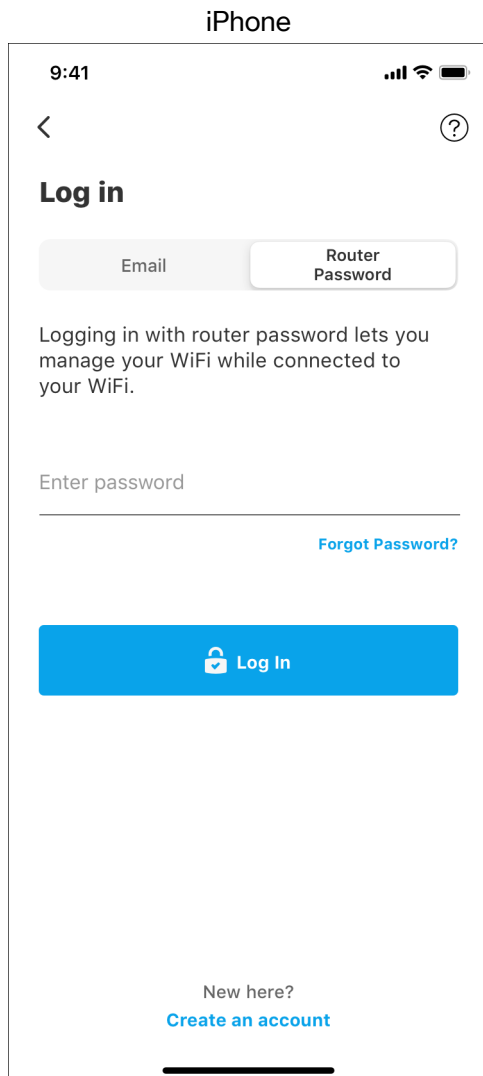 iPhone
9:41
?
Log in
Email
Router
Password
Logging in with router password lets you
manage your WiFi while connected to
your WiFi.
Enter password
Forgot Password?
Log In
New here?
Create an account